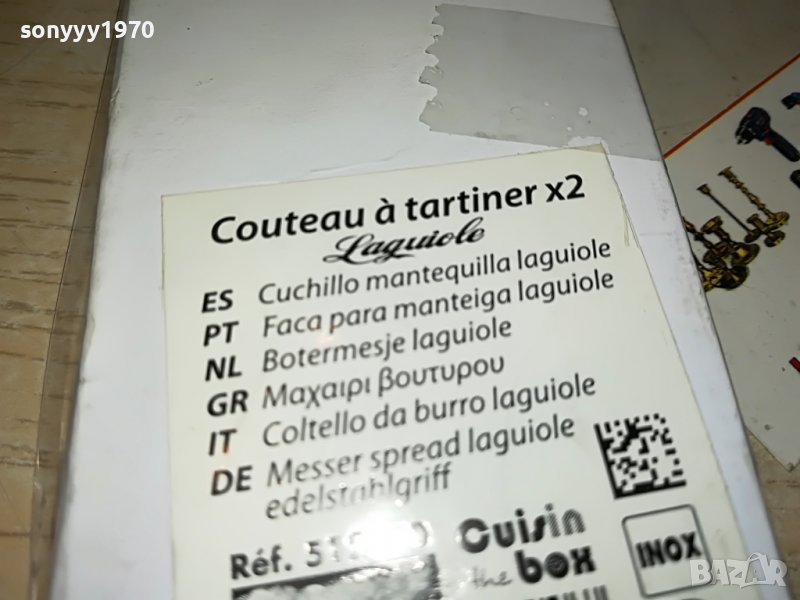 sonyyy1970
Couteau à tartiner x2
Laguiole
ES Cuchillo mantequilla laguiole
PT Faca para manteiga laguiole
NL Botermesje laguiole
GR Μαχαιρι βουτυρου
IT Coltello da burro laguiole
DE Messer spread laguiole
edelstahlgriff
Réf.
Cuisin
the box
INOX
BAZAR